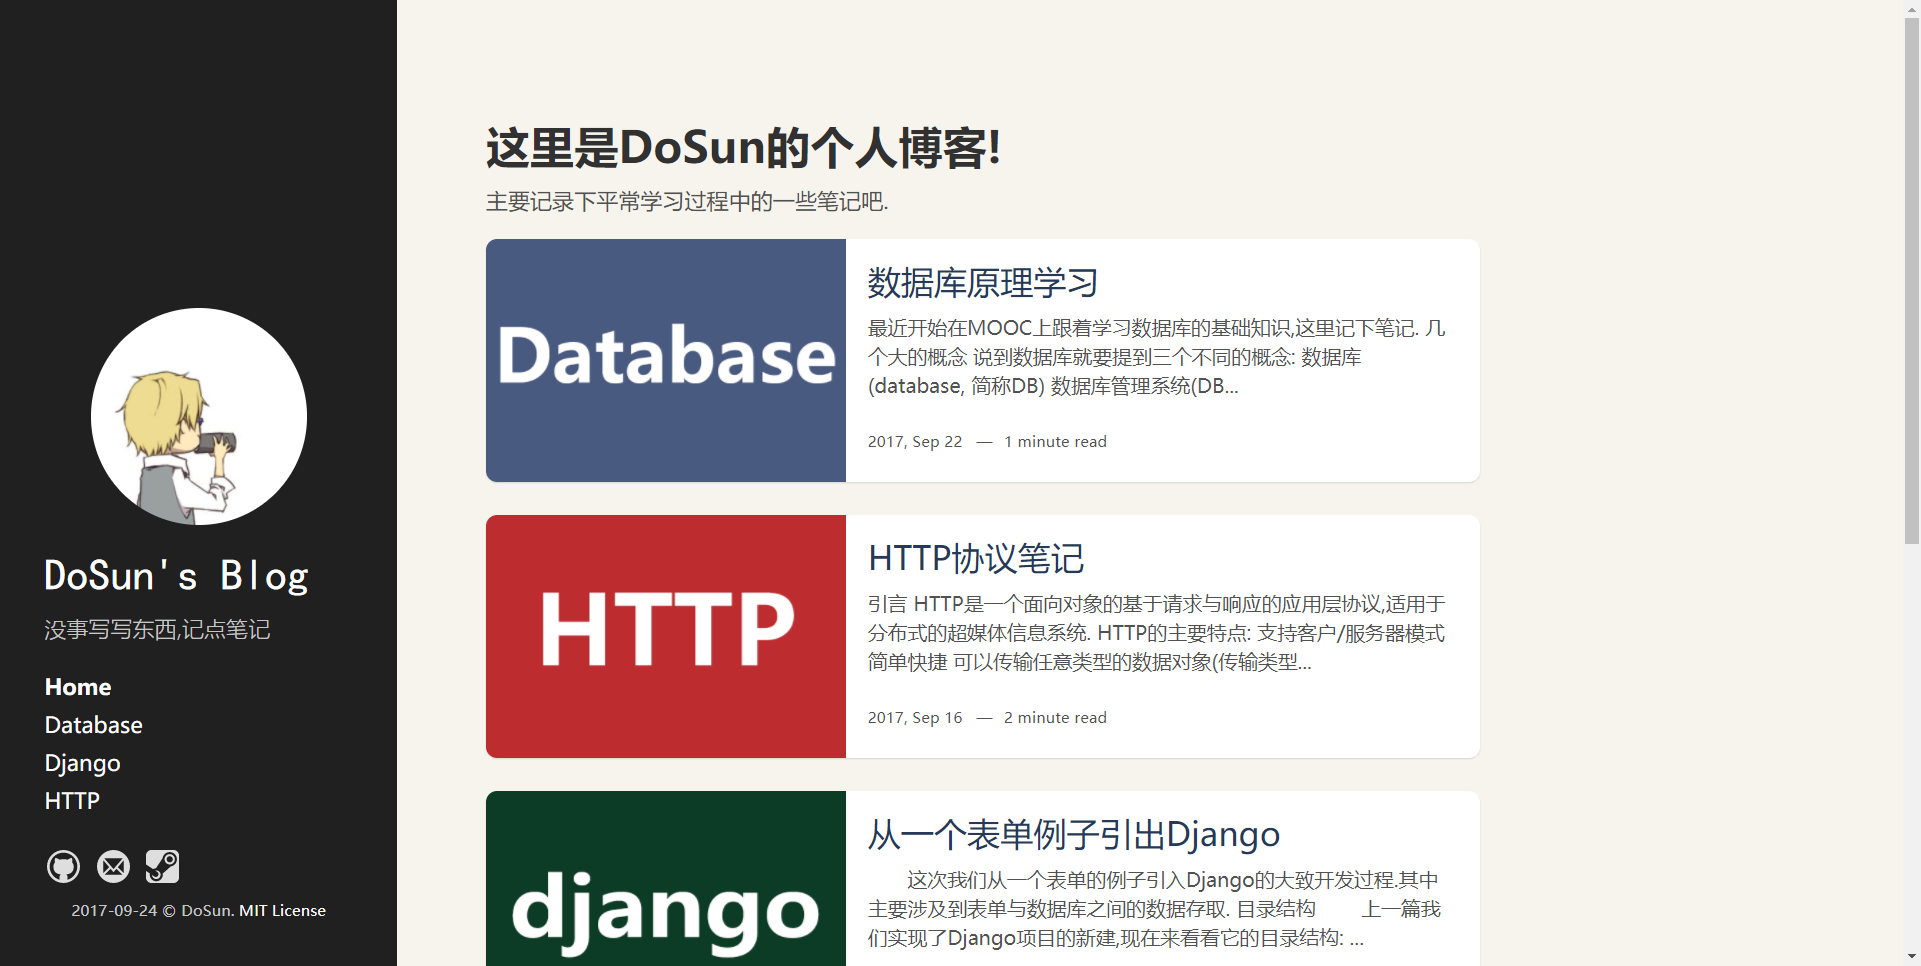 DoSun's Blog
没事写写东西,记点笔记
Home
Database
Django
HTTP
2017-09-24 © DoSun. MIT License
这里是DoSun的个人博客!
主要记录下平常学习过程中的一些笔记吧.
Database
数据库原理学习
最近开始在MOOC上跟着学习数据库的基础知识,这里记下笔记. 几
个大的概念 说到数据库就要提到三个不同的概念: 数据库
(database, 简称DB) 数据库管理系统(DB...
2017, Sep 22 — 1 minute read
HTTP
HTTP协议笔记
引言 HTTP是一个面向对象的基于请求与响应的应用层协议,适用于
分布式的超媒体信息系统. HTTP的主要特点: 支持客户/服务器模式
简单快捷 可以传输任意类型的数据对象(传输类型...
2017, Sep 16 — 2 minute read
django
从一个表单例子引出Django
这次我们从一个表单的例子引入Django的大致开发过程.其中
主要涉及到表单与数据库之间的数据存取. 目录结构 上一篇我
们实现了Django项目的新建,现在来看看它的目录结构: ...